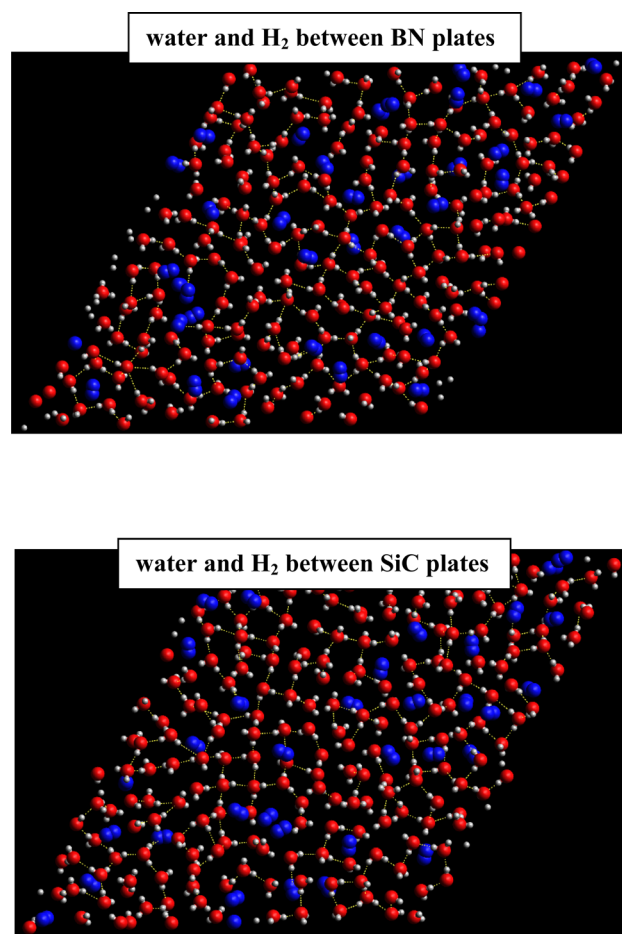 water and H₂ between BN plates
water and H₂ between SiC plates